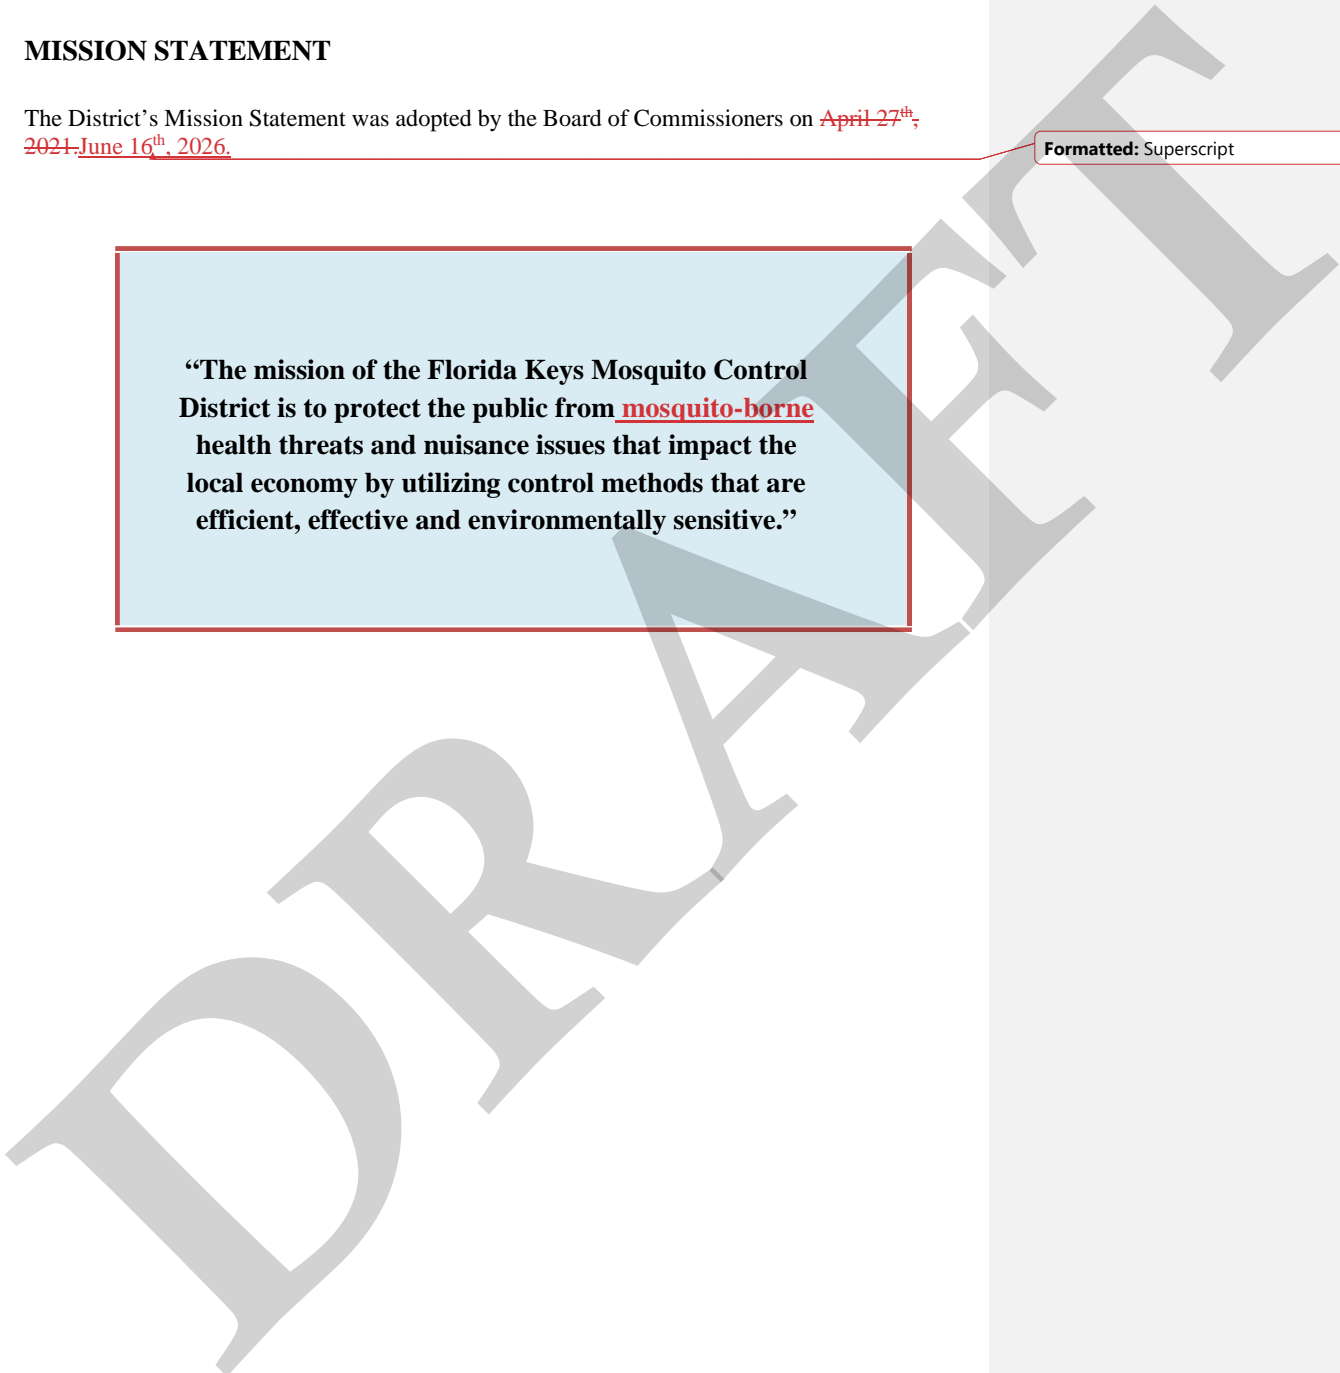 MISSION STATEMENT
The District’s Mission Statement was adopted by the Board of Commissioners on April 27th,
2021.June 16th, 2026.
Formatted: Superscript
“The mission of the Florida Keys Mosquito Control
District is to protect the public from mosquito-borne
health threats and nuisance issues that impact the
local economy by utilizing control methods that are
efficient, effective and environmentally sensitive.”
DRAFT